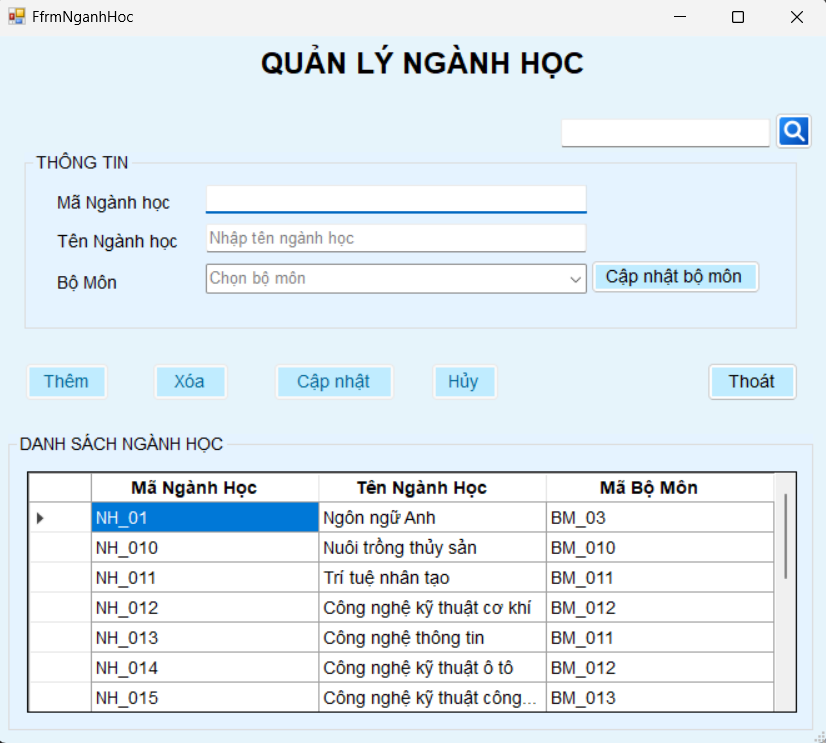 FfrmNganhHoc
QUẢN LÝ NGÀNH HỌC
THÔNG TIN
Mã Ngành học
Tên Ngành học Nhập tên ngành học
Bộ Môn Chọn bộ môn Cập nhật bộ môn
Thêm Xóa Cập nhật Hủy Thoát
DANH SÁCH NGÀNH HỌC
Mã Ngành Học Tên Ngành Học Mã Bộ Môn
NH_01 Ngôn ngữ Anh BM_03
NH_010 Nuôi trồng thủy sản BM_010
NH_011 Trí tuệ nhân tạo BM_011
NH_012 Công nghệ kỹ thuật cơ khí BM_012
NH_013 Công nghệ thông tin BM_011
NH_014 Công nghệ kỹ thuật ô tô BM_012
NH_015 Công nghệ kỹ thuật công... BM_013